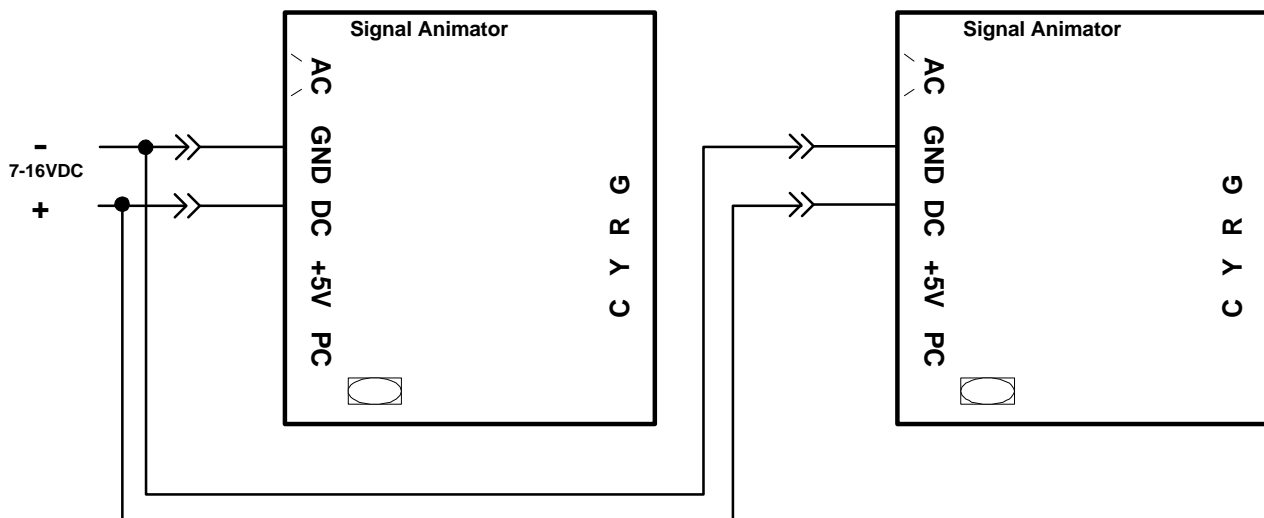 Signal Animator
AC
GND
DC
+5V
PC
G
R
Y
C
-
7-16VDC
+
Signal Animator
AC
GND
DC
+5V
PC
G
R
Y
C